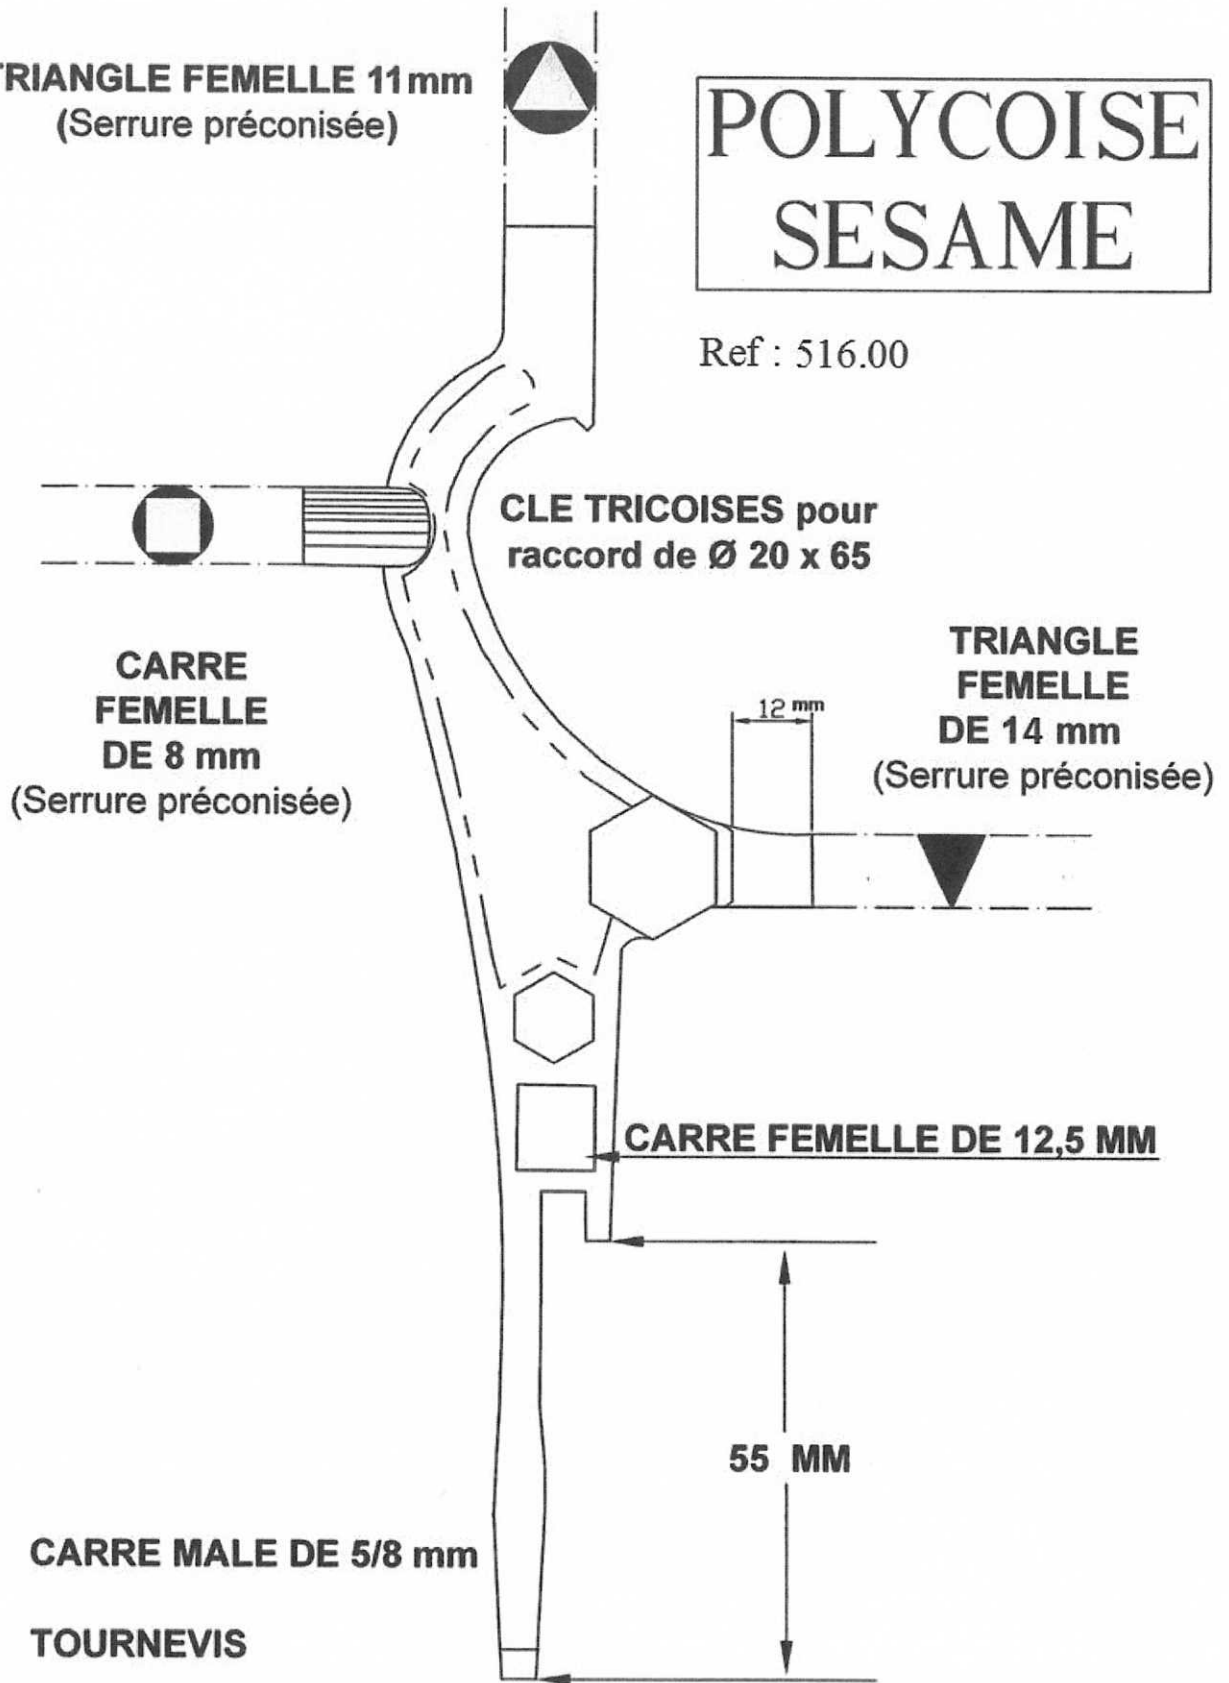 TRIANGLE FEMELLE 11mm
(Serrure préconisée)
POLYCOISE
SESAME
Ref : 516.00
CLE TRICOISES pour
raccord de Ø 20 x 65
CARRE
FEMELLE
DE 8 mm
(Serrure préconisée)
TRIANGLE
FEMELLE
DE 14 mm
(Serrure préconisée)
12 mm
CARRE FEMELLE DE 12,5 MM
55 MM
CARRE MALE DE 5/8 mm
TOURNEVIS